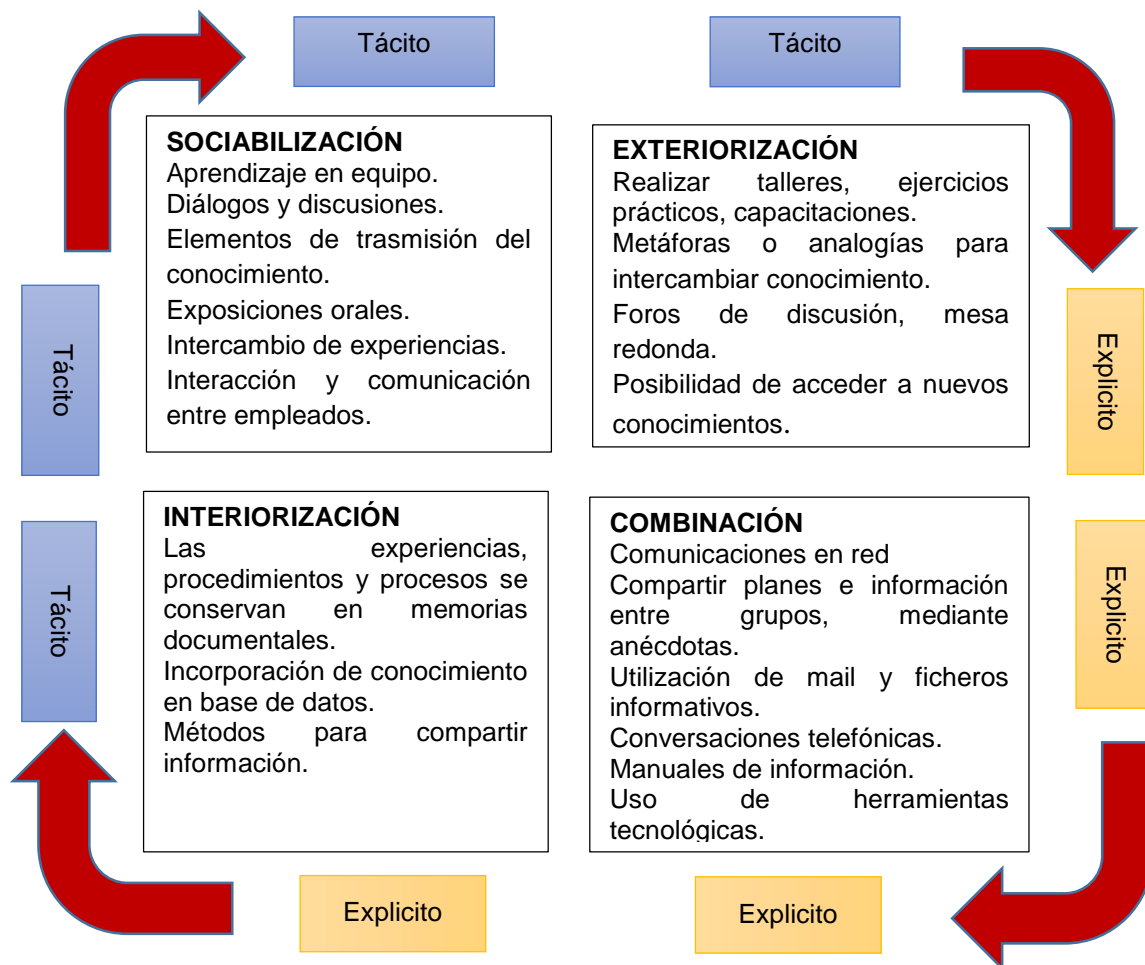 Tácito
Tácito
SOCIABILIZACIÓN
Aprendizaje en equipo.
Diálogos y discusiones.
Elementos de trasmisión del
conocimiento.
Exposiciones orales.
Intercambio de experiencias.
Interacción y comunicación
entre empleados.
EXTERIORIZACIÓN
Realizar talleres, ejercicios
prácticos, capacitaciones.
Metáforas o analogías para
intercambiar conocimiento.
Foros de discusión, mesa
redonda.
Posibilidad de acceder a nuevos
conocimientos.
Tácito
Explicito
INTERIORIZACIÓN
Las experiencias,
procedimientos y procesos se
conservan en memorias
documentales.
Incorporación de conocimiento
en base de datos.
Métodos para compartir
información.
COMBINACIÓN
Comunicaciones en red
Compartir planes e información
entre grupos, mediante
anécdotas.
Utilización de mail y ficheros
informativos.
Conversaciones telefónicas.
Manuales de información.
Uso de herramientas
tecnológicas.
Tácito
Explicito
Explicito
Explicito